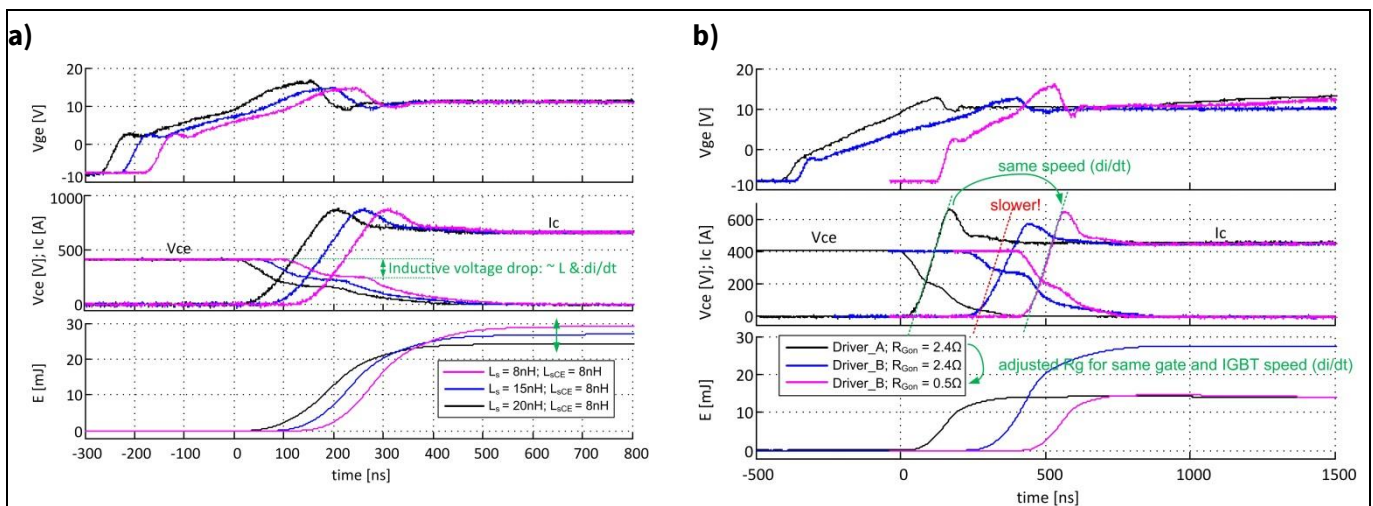 a)
20
10
0
-10
Vge [V]
1000
500
0
Vce [V]; Ic [A]
Vce
Ic
Inductive voltage drop: ~ L & di/dt
30
20
10
0
E [mJ]
Ls = 8nH; LsCE = 8nH
Ls = 15nH; LsCE = 8nH
Ls = 20nH; LsCE = 8nH
-300 -200 -100 0 100 200 300 400 500 600 700 800
time [ns]
b)
20
10
0
-10
Vge [V]
same speed (di/dt)
slower!
600
400
200
0
Vce [V]; Ic [A]
Vce
Ic
30
20
10
0
E [mJ]
Driver_A; RGon = 2.4Ω
Driver_B; RGon = 2.4Ω
Driver_B; RGon = 0.5Ω
adjusted Rg for same gate and IGBT speed (di/dt)
-500 0 500 1000 1500
time [ns]